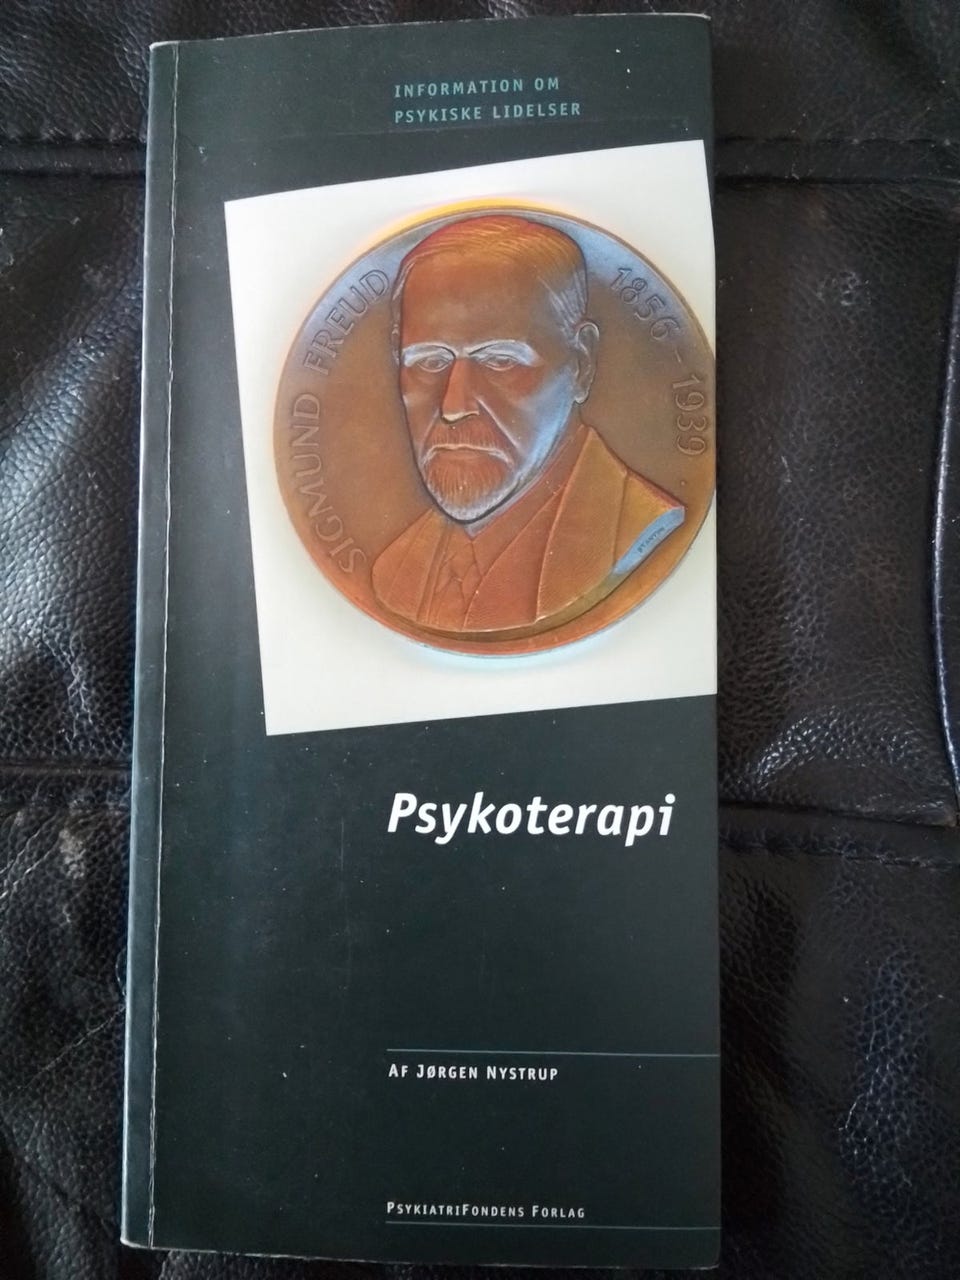 INFORMATION OM
PSYKISKE LIDELSER
SIGMUND FREUD
1856 - 1939 .
Psykoterapi
AF JØRGEN NYSTRUP
PSYKIATRIFONDENS FORLAG